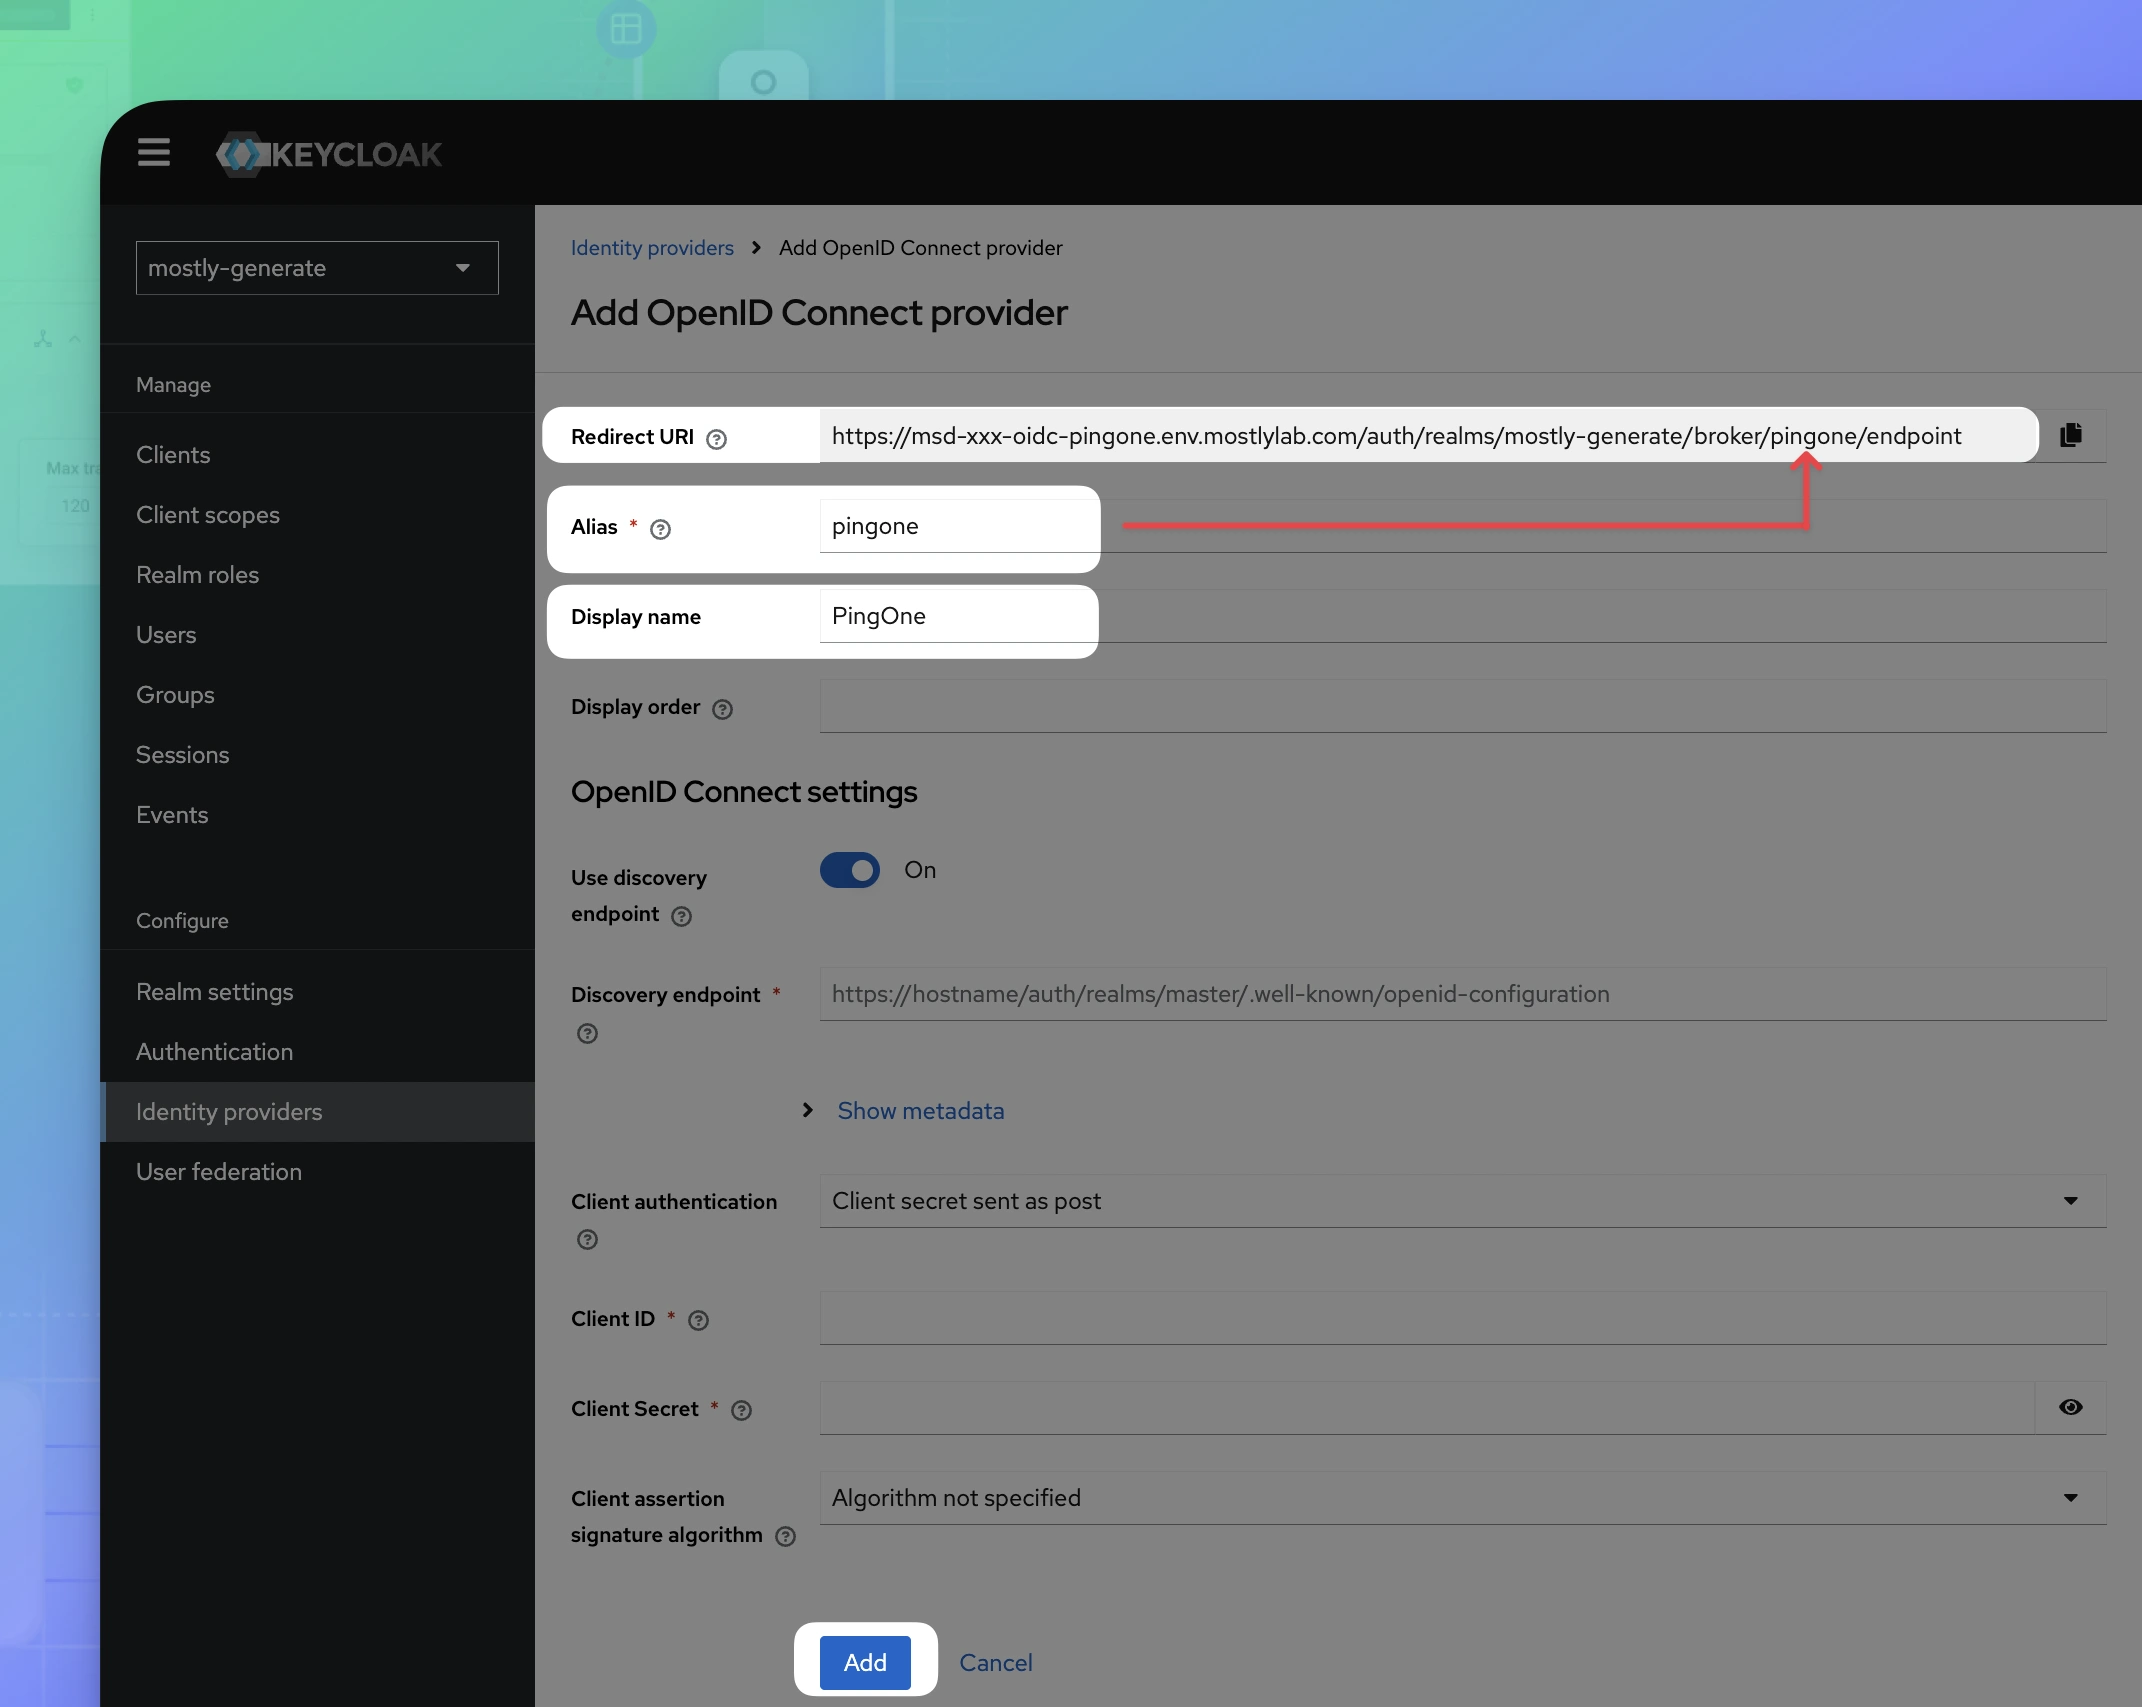 KEYCLOAK
mostly-generate
Manage
Clients
Client scopes
Realm roles
Users
Groups
Sessions
Events
Configure
Realm settings
Authentication
Identity providers
User federation
Max tra
120
Identity providers > Add OpenID Connect provider
Add OpenID Connect provider
Redirect URI https://msd-xxx-oidc-pingone.env.mostlylab.com/auth/realms/mostly-generate/broker/pingone/endpoint
Alias * pingone
Display name PingOne
Display order
OpenID Connect settings
Use discovery
endpoint
On
Discovery endpoint * https://hostname/auth/realms/master/.well-known/openid-configuration
Show metadata
Client authentication Client secret sent as post
Client ID *
Client Secret *
Client assertion
signature algorithm
Algorithm not specified
Add Cancel